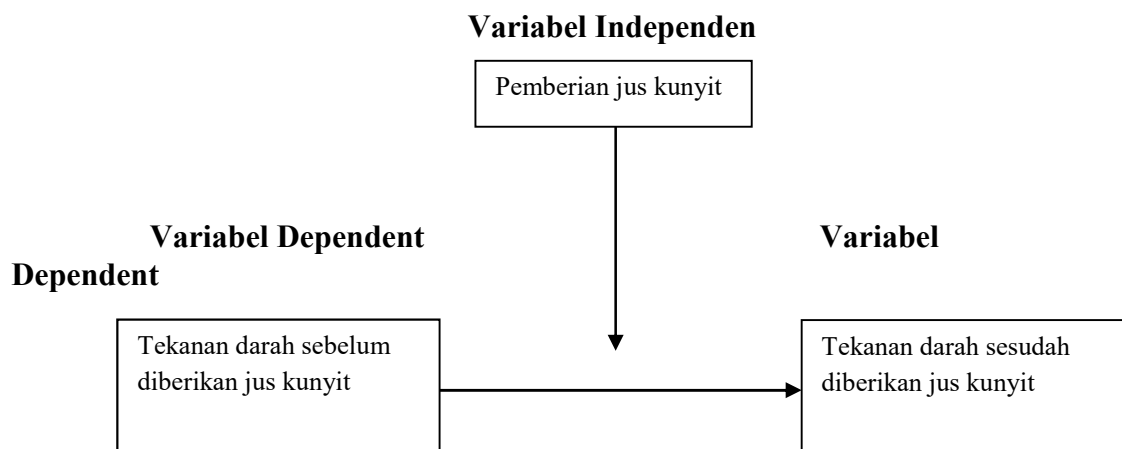 Variabel Independen
Pemberian jus kunyit
Variabel Dependent Variabel
Dependent
Tekanan darah sebelum
diberikan jus kunyit
Tekanan darah sesudah
diberikan jus kunyit